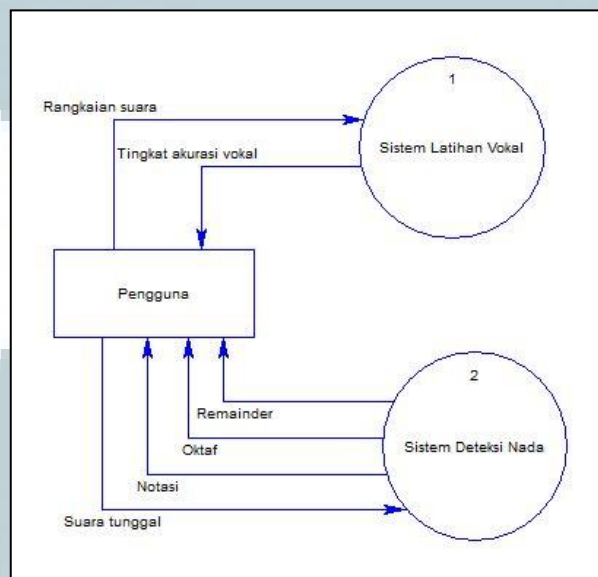 1
Rangkaian suara
Sistem Latihan Vokal
Tingkat akurasi vokal
Pengguna
2
Remainder
Sistem Deteksi Nada
Oktaf
Notasi
Suara tunggal